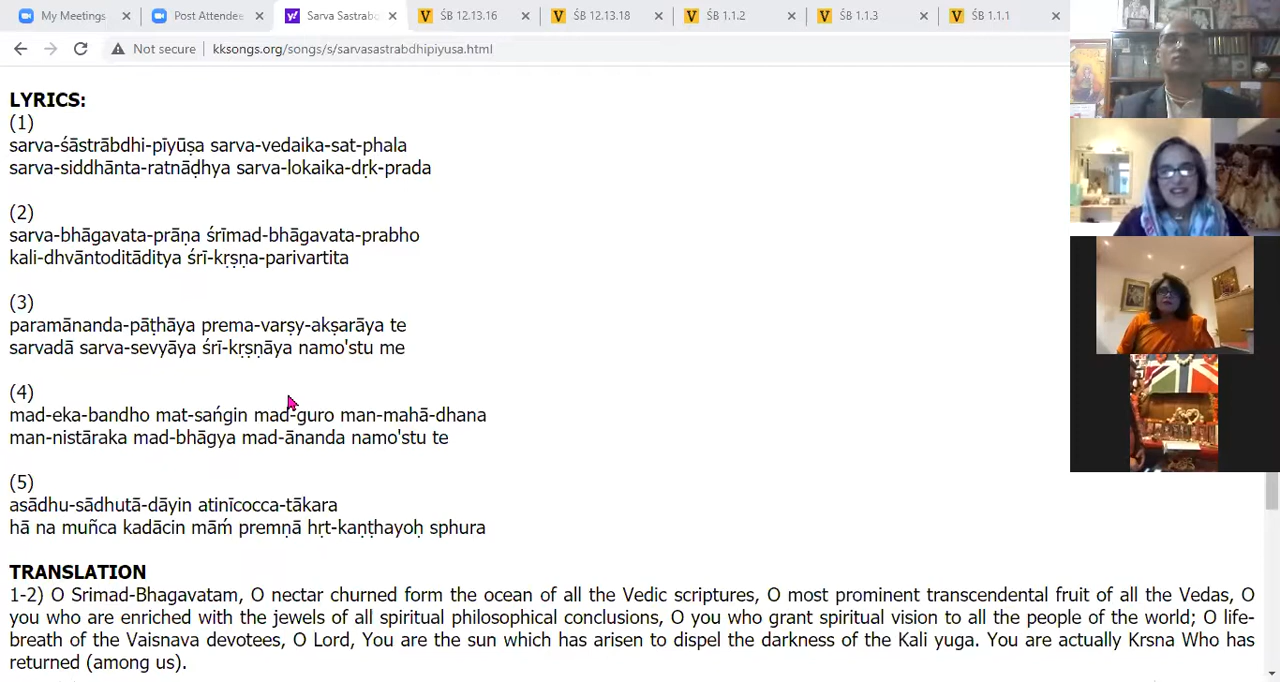 My Meetings
Post Attendee
Sarva Sastrabd
ŚB 12.13.16
ŚB 12.13.18
ŚB 1.1.2
ŚB 1.1.3
ŚB 1.1.1
Not secure
kksongs.org/songs/s/sarvasastrabdhipiyusa.html
LYRICS:
(1)
sarva-śāstrābdhi-pīyūṣa sarva-vedaika-sat-phala
sarva-siddhānta-ratnāḍhya sarva-lokaika-dṛk-prada
(2)
sarva-bhāgavata-prāṇa śrīmad-bhāgavata-prabho
kali-dhvāntoditāditya śrī-kṛṣṇa-parivartita
(3)
paramānanda-pāṭhāya prema-varṣy-akṣarāya te
sarvadā sarva-sevyāya śrī-kṛṣṇāya namo'stu me
(4)
mad-eka-bandho mat-sańgin mad-guro man-mahā-dhana
man-nistāraka mad-bhāgya mad-ānanda namo'stu te
(5)
asādhu-sādhutā-dāyin atinīcocca-tākara
hā na muñca kadācin māḿ premṇā hṛt-kaṇṭhayoḥ sphura
TRANSLATION
1-2) O Srimad-Bhagavatam, O nectar churned form the ocean of all the Vedic scriptures, O most prominent transcendental fruit of all the Vedas, O
you who are enriched with the jewels of all spiritual philosophical conclusions, O you who grant spiritual vision to all the people of the world; O life-
breath of the Vaisnava devotees, O Lord, You are the sun which has arisen to dispel the darkness of the Kali yuga. You are actually Krsna Who has
returned (among us).